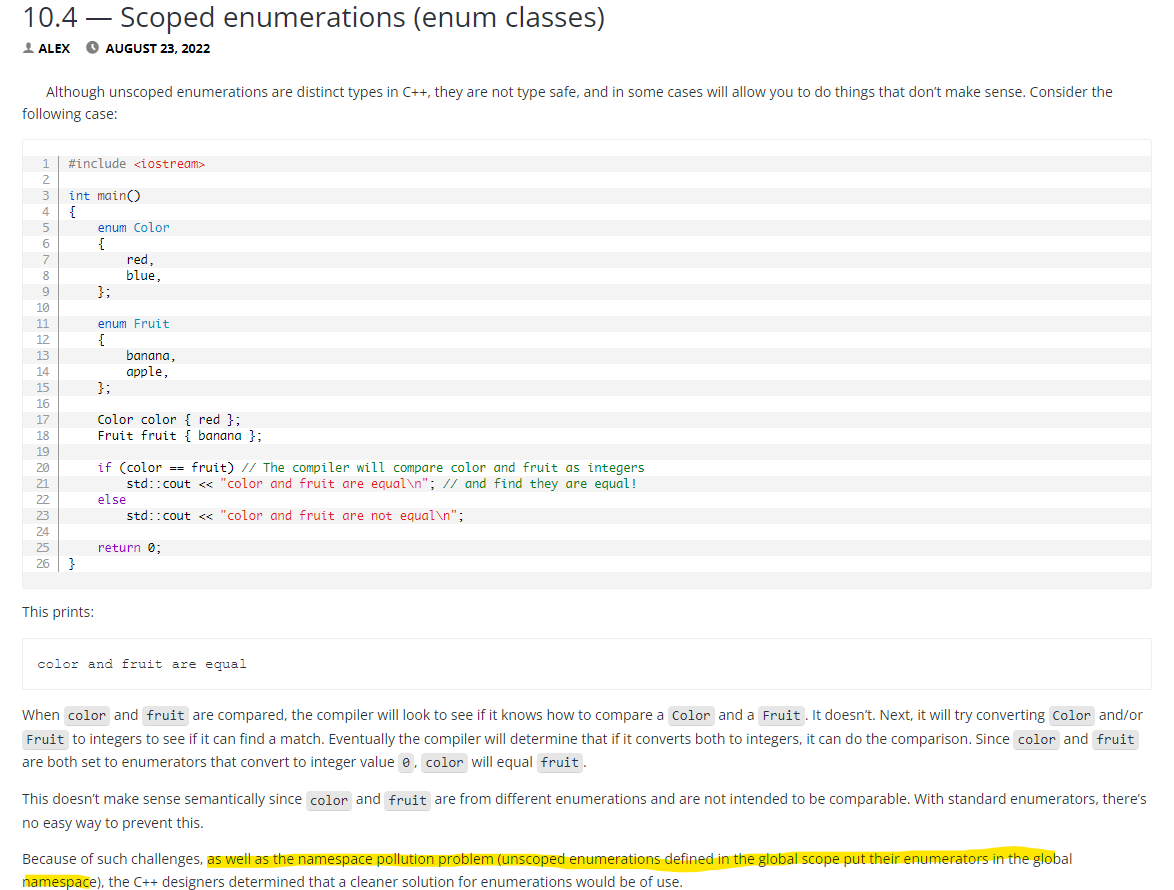 10.4 — Scoped enumerations (enum classes)
ALEX AUGUST 23, 2022
Although unscoped enumerations are distinct types in C++, they are not type safe, and in some cases will allow you to do things that don’t make sense. Consider the
following case:
1 #include <iostream>
2
3 int main()
4 {
5 enum Color
6 {
7 red,
8 blue,
9 };
10
11 enum Fruit
12 {
13 banana,
14 apple,
15 };
16
17 Color color { red };
18 Fruit fruit { banana };
19
20 if (color == fruit) // The compiler will compare color and fruit as integers
21 std::cout << "color and fruit are equal\n"; // and find they are equal!
22 else
23 std::cout << "color and fruit are not equal\n";
24
25 return 0;
26 }
This prints:
color and fruit are equal
When color and fruit are compared, the compiler will look to see if it knows how to compare a Color and a Fruit. It doesn’t. Next, it will try converting Color and/or
Fruit to integers to see if it can find a match. Eventually the compiler will determine that if it converts both to integers, it can do the comparison. Since color and fruit
are both set to enumerators that convert to integer value 0, color will equal fruit.
This doesn’t make sense semantically since color and fruit are from different enumerations and are not intended to be comparable. With standard enumerators, there’s
no easy way to prevent this.
Because of such challenges, as well as the namespace pollution problem (unscoped enumerations defined in the global scope put their enumerators in the global
namespace), the C++ designers determined that a cleaner solution for enumerations would be of use.